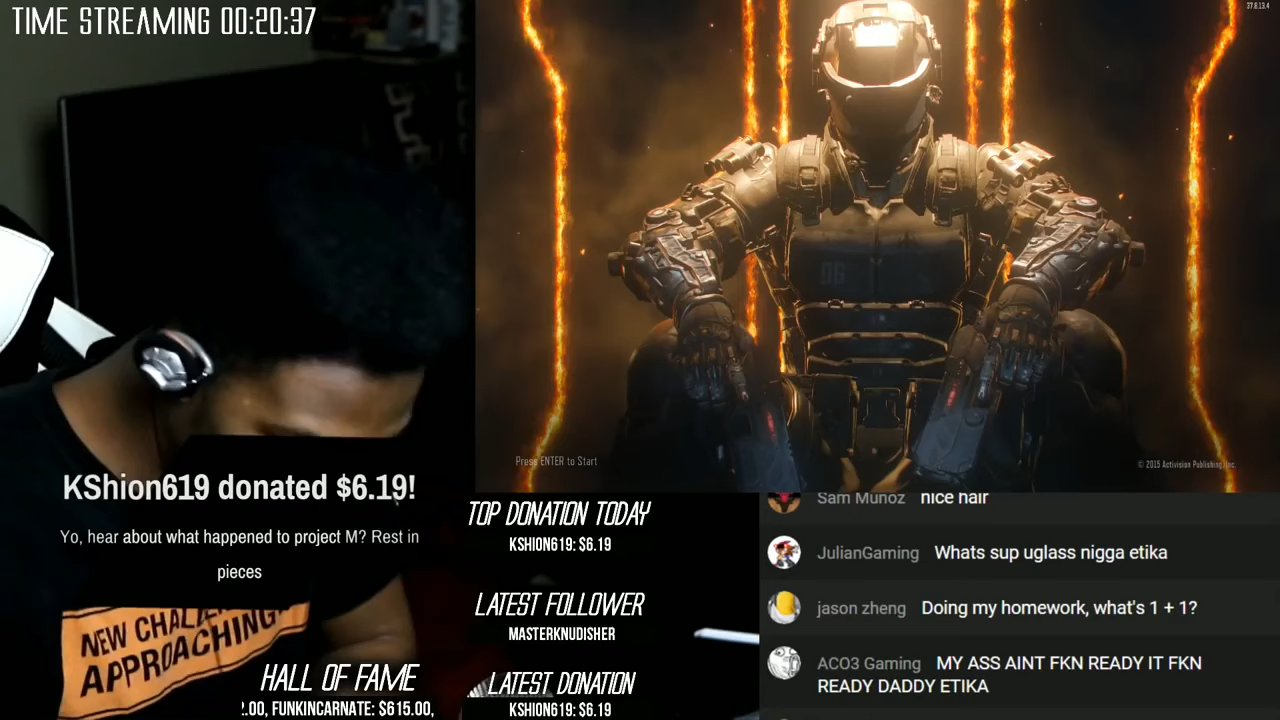 TIME STREAMING 00:20:37
37.6.13.4
Press ENTER to Start
© 2015 Activision Publishing, Inc.
KShion619 donated $6.19!
Yo, hear about what happened to project M? Rest in
pieces
NEW CHALLENGER
APPROACHING!
HALL OF FAME
.00, FUNKINCARNATE: $615.00,
TOP DONATION TODAY
KSHION619: $6.19
LATEST FOLLOWER
MASTERKNUDISHER
LATEST DONATION
KSHION619: $6.19
Sam Munoz nice hair
JulianGaming Whats sup uglass nigga etika
jason zheng Doing my homework, what's 1 + 1?
ACO3 Gaming MY ASS AINT FKN READY IT FKN
READY DADDY ETIKA